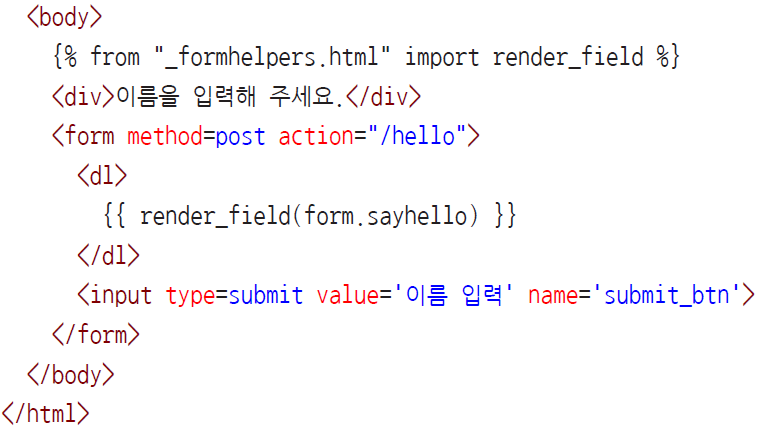 <body>
{% from "_formhelpers.html" import render_field %}
<div>이름을 입력해 주세요.</div>
<form method=post action="/hello">
<dl>
{{ render_field(form.sayhello) }}
</dl>
<input type=submit value='이름 입력' name='submit_btn'>
</form>
</body>
</html>